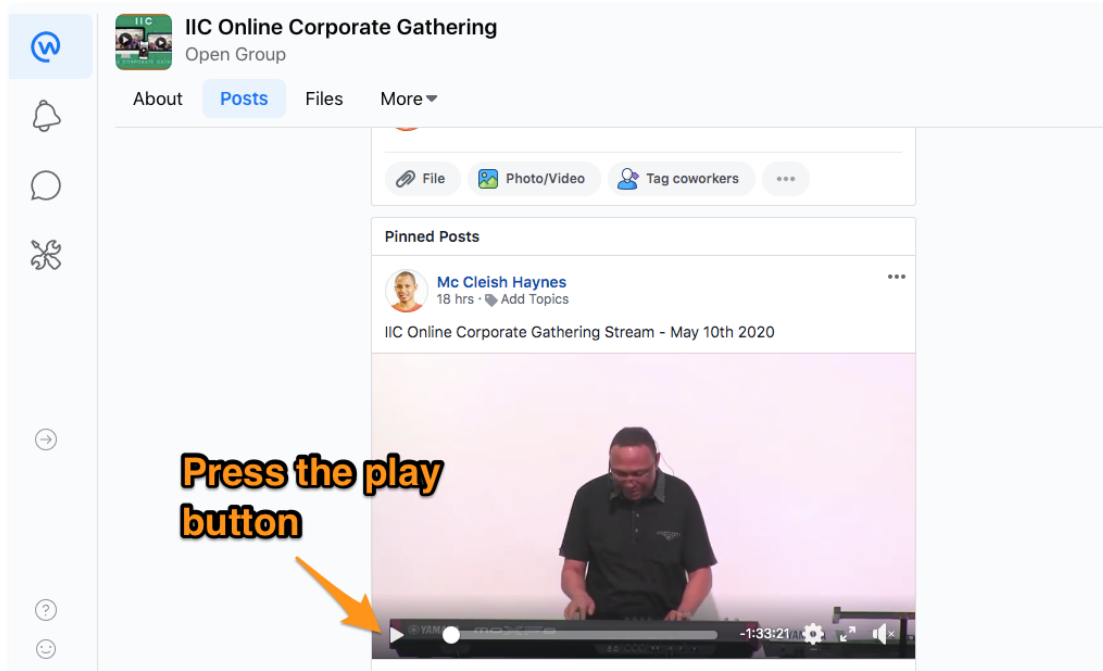 IIC
IIC Online Corporate Gathering
Open Group
About
Posts
Files
More
File
Photo/Video
Tag coworkers
Pinned Posts
Mc Cleish Haynes
18 hrs · Add Topics
IIC Online Corporate Gathering Stream - May 10th 2020
Press the play
button
-1:33:21